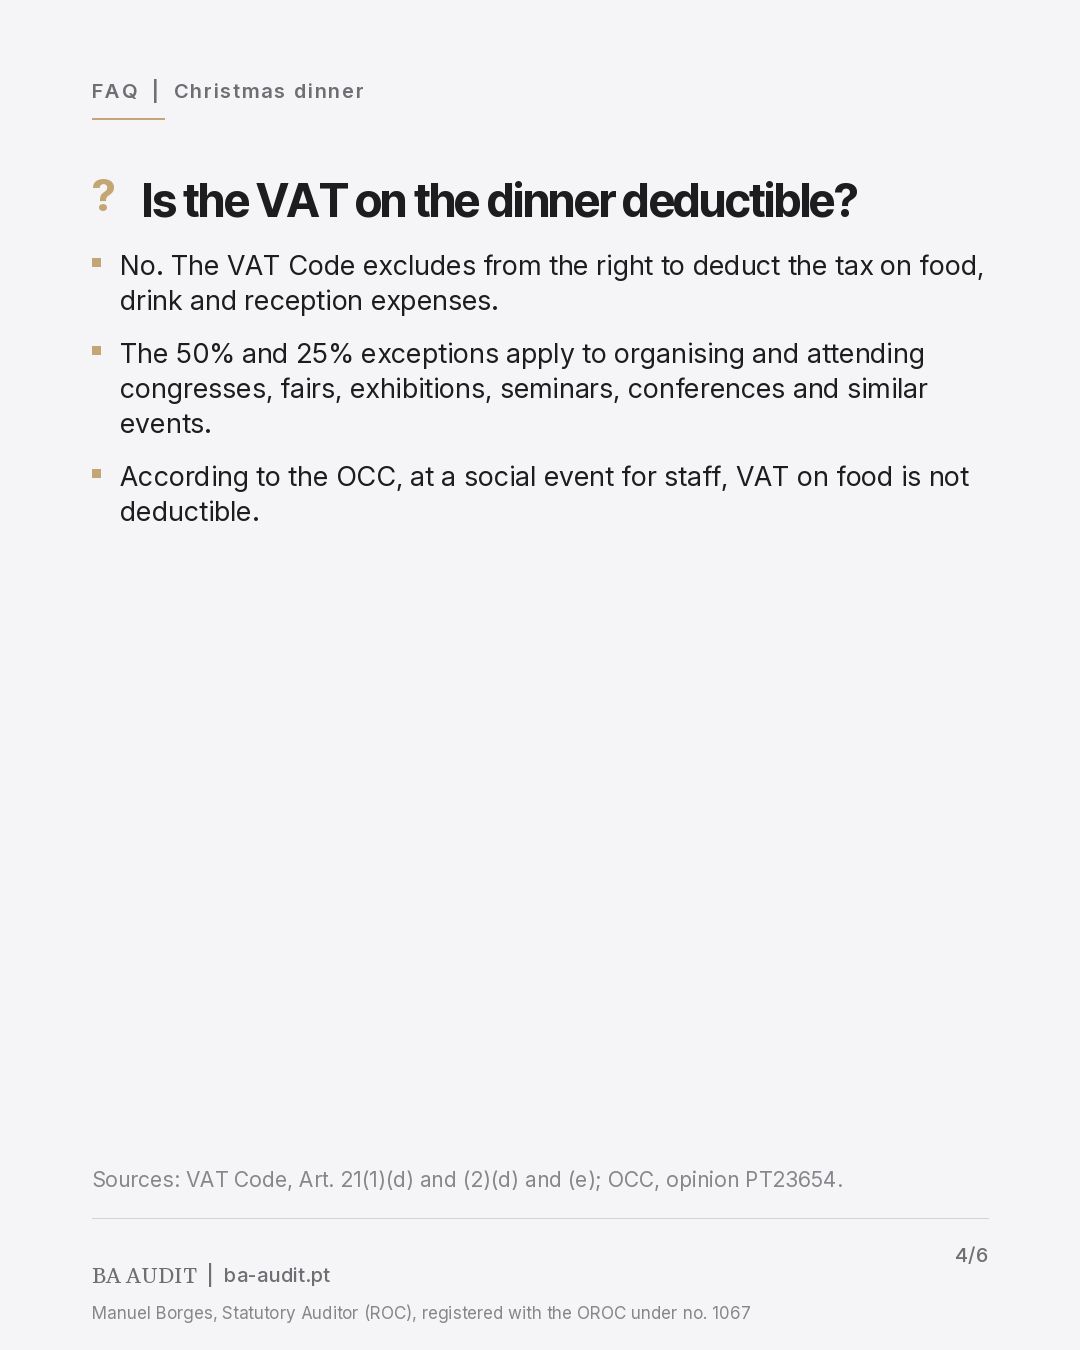 FAQ | Christmas dinner
? Is the VAT on the dinner deductible?
No. The VAT Code excludes from the right to deduct the tax on food,
drink and reception expenses.
The 50% and 25% exceptions apply to organising and attending
congresses, fairs, exhibitions, seminars, conferences and similar
events.
According to the OCC, at a social event for staff, VAT on food is not
deductible.
Sources: VAT Code, Art. 21(1)(d) and (2)(d) and (e); OCC, opinion PT23654.
4/6
BA AUDIT | ba-audit.pt
Manuel Borges, Statutory Auditor (ROC), registered with the OROC under no. 1067